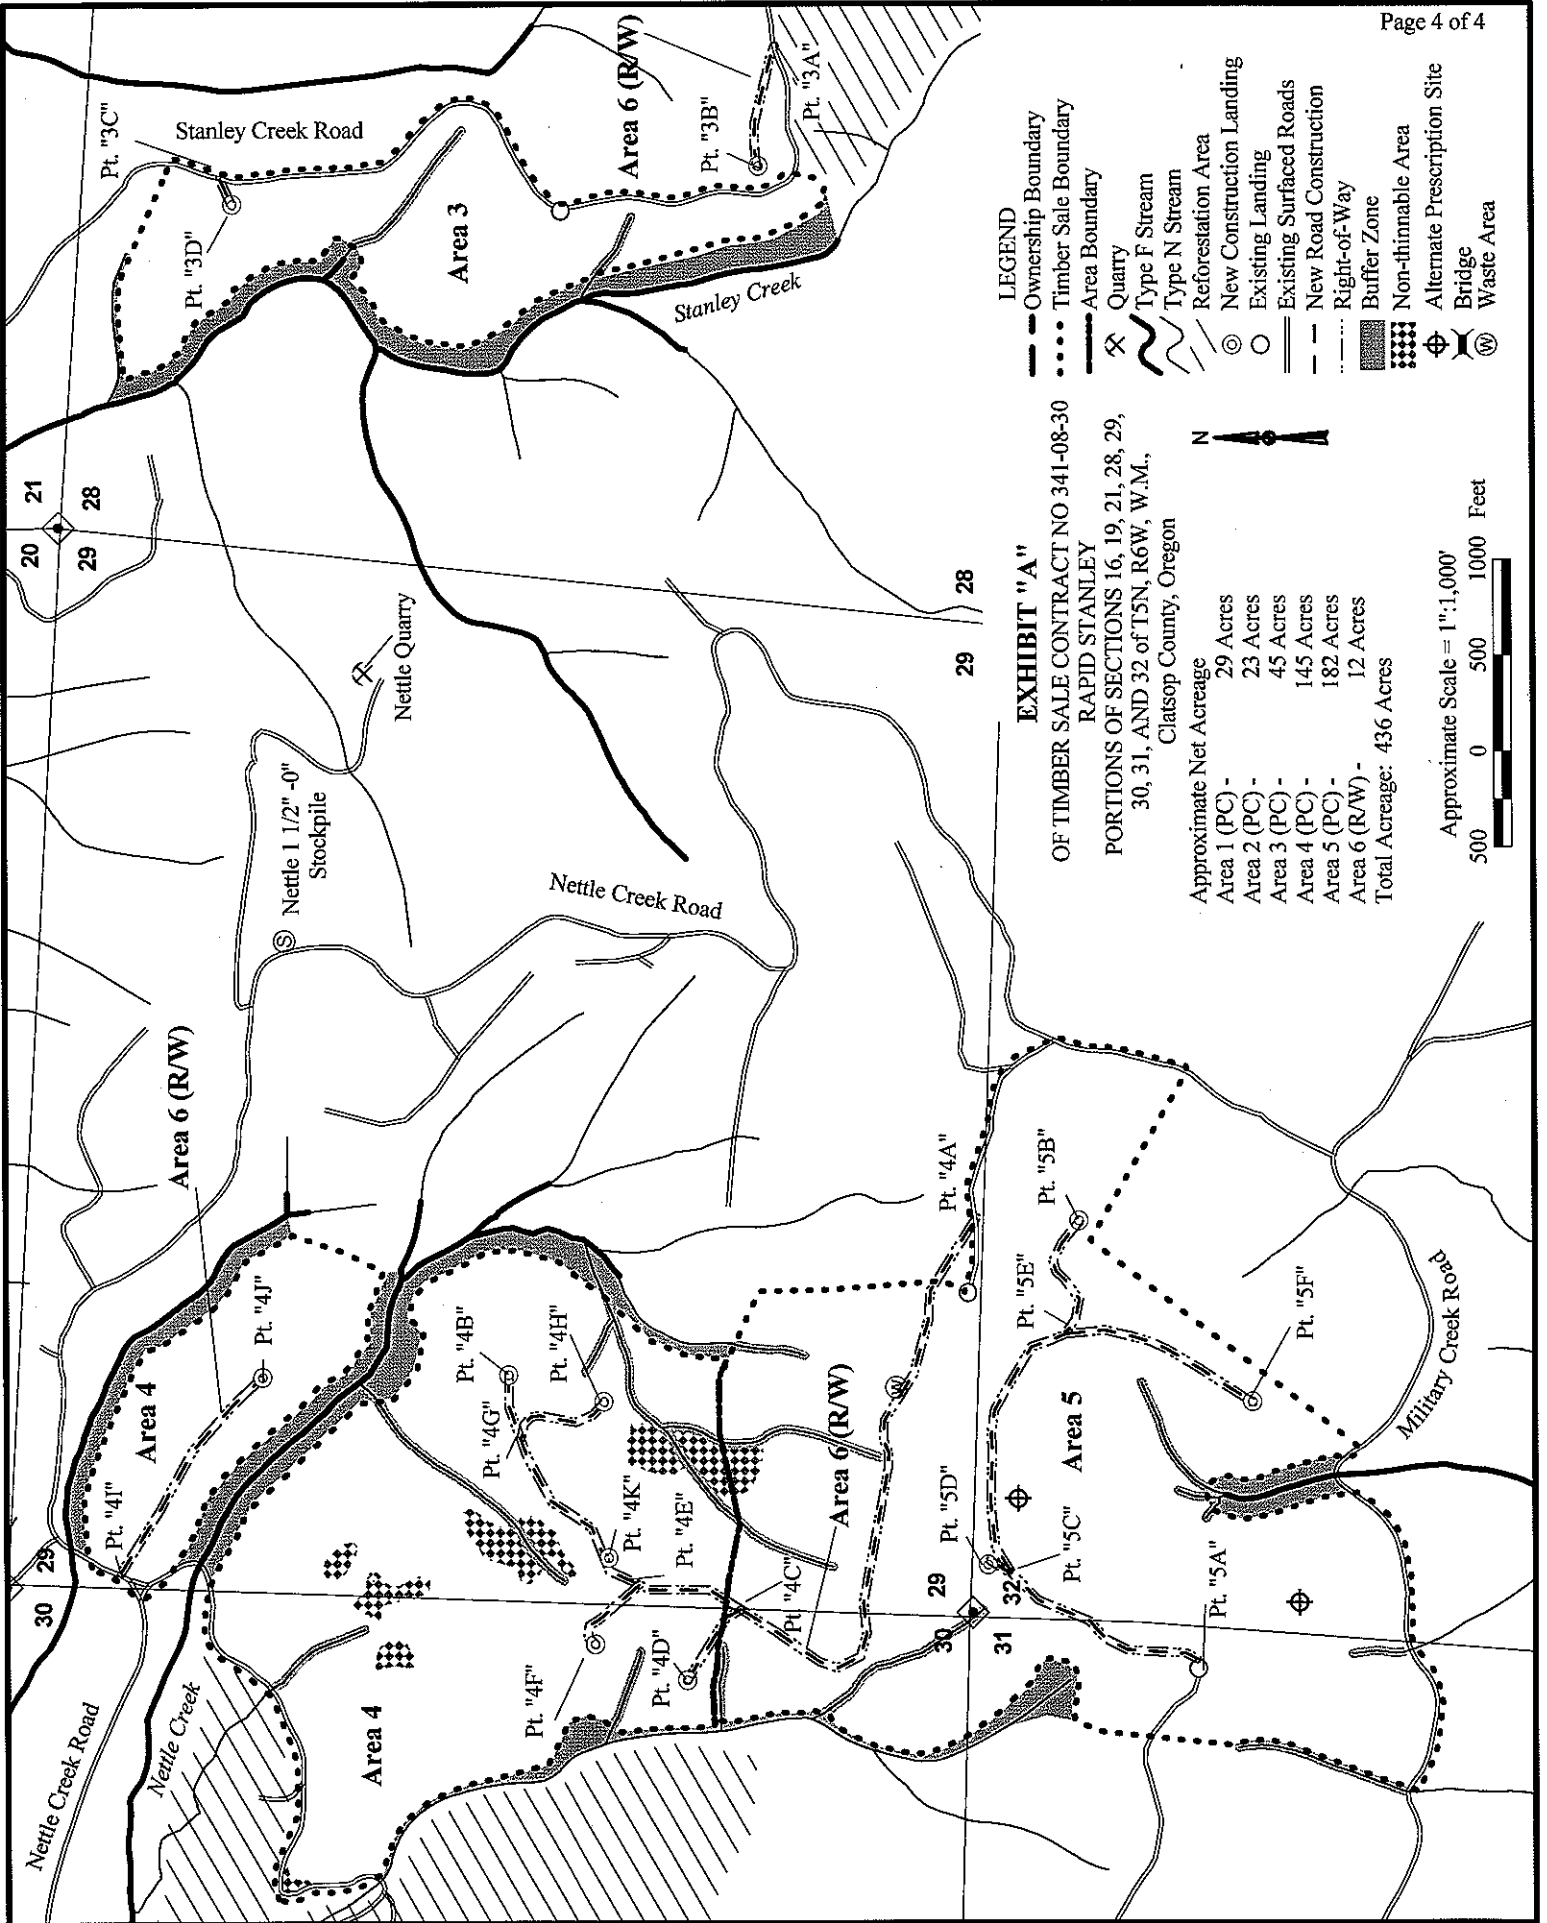 Page 4 of 4
Pt. "3C"
Stanley Creek Road
Pt. "3D"
Area 3
Area 6 (R/W)
Pt. "3B"
Pt. "3A"
Stanley Creek
20
21
29
28
Nettle Quarry
Nettle 1 1/2" -0"
Stockpile
Nettle Creek Road
29
28
Area 6 (R/W)
S
30
29
Pt. "4I"
Area 4
Pt. "4J"
Nettle Creek Road
Nettle Creek
Area 4
Pt. "4B"
Pt. "4G"
Pt. "4H"
Pt. "4K"
Pt. "4E"
Pt. "4F"
Pt. "4D"
Pt. "4C"
Area 6 (R/W)
W
Pt. "4A"
30
29
31
32
Pt. "5B"
Pt. "5E"
Pt. "5F"
Pt. "5D"
Area 5
Pt. "5C"
Pt. "5A"
Military Creek Road
EXHIBIT "A"
OF TIMBER SALE CONTRACT NO 341-08-30
RAPID STANLEY
PORTIONS OF SECTIONS 16, 19, 21, 28, 29,
30, 31, AND 32 of T5N, R6W, W.M.,
Clatsop County, Oregon
Approximate Net Acreage
Area 1 (PC) - 29 Acres
Area 2 (PC) - 23 Acres
Area 3 (PC) - 45 Acres
Area 4 (PC) - 145 Acres
Area 5 (PC) - 182 Acres
Area 6 (R/W) - 12 Acres
Total Acreage: 436 Acres
N
Approximate Scale = 1":1,000'
500 0 500 1000 Feet
LEGEND
Ownership Boundary
Timber Sale Boundary
Area Boundary
Quarry
Type F Stream
Type N Stream
Reforestation Area
New Construction Landing
Existing Landing
Existing Surfaced Roads
New Road Construction
Right-of-Way
Buffer Zone
Non-thinnable Area
Alternate Prescription Site
Bridge
W Waste Area